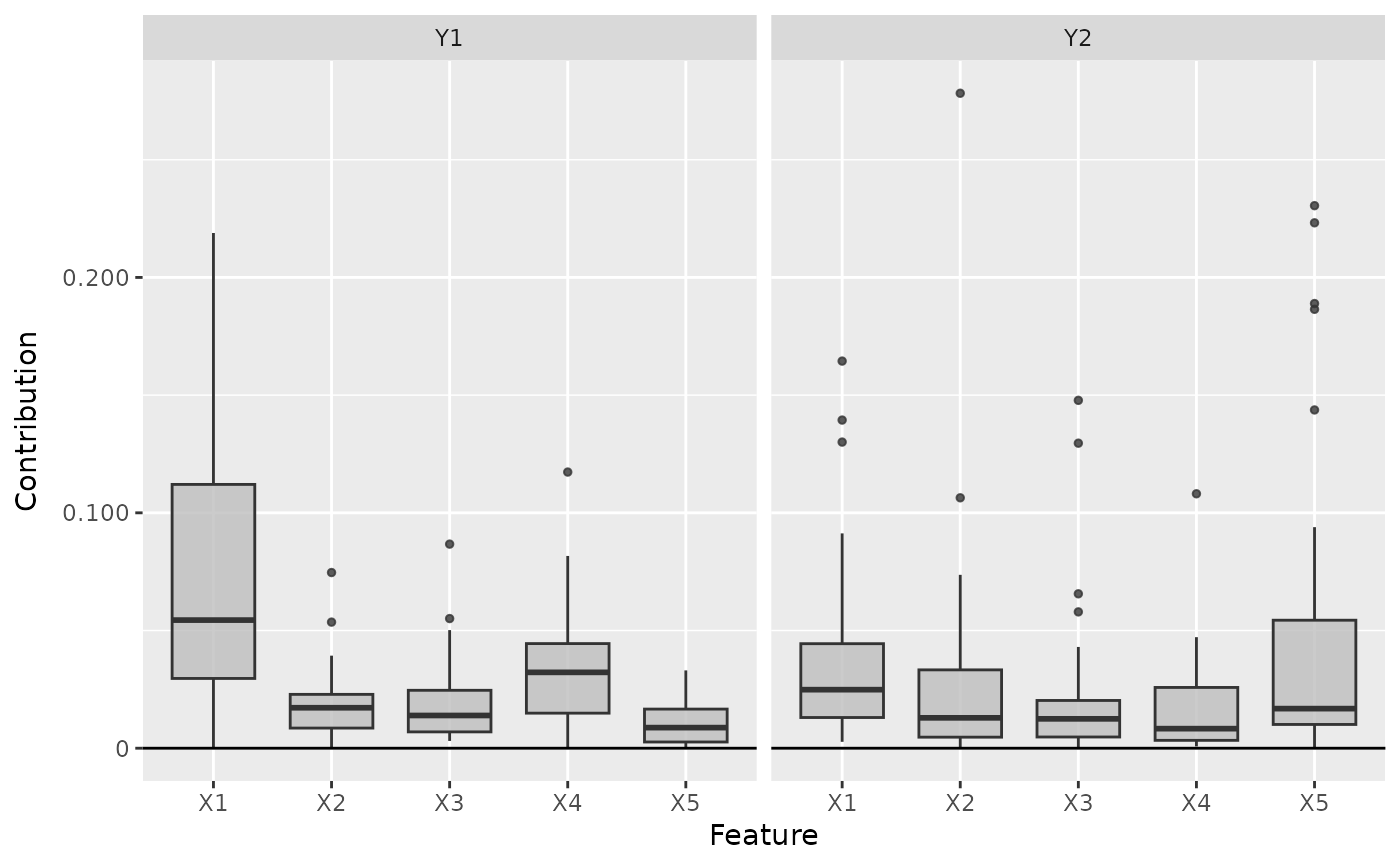 Y1 Y2
Contribution
0.200
0.100
0
X1 X2 X3 X4 X5 X1 X2 X3 X4 X5
Feature